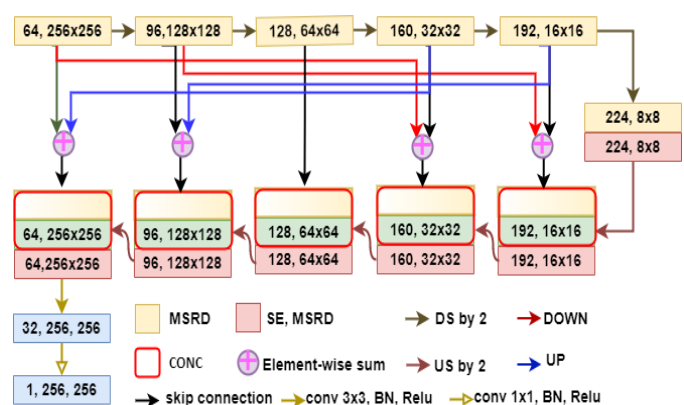 64, 256x256
96,128x128
128, 64x64
160, 32x32
192, 16x16
224, 8x8
224, 8x8
64, 256x256
96, 128x128
128, 64x64
160, 32x32
192, 16x16
64,256x256
96, 128x128
128, 64x64
160, 32x32
192, 16x16
32, 256, 256
1, 256, 256
MSRD
SE, MSRD
DS by 2
DOWN
CONC
Element-wise sum
US by 2
UP
skip connection
conv 3x3, BN, Relu
conv 1x1, BN, Relu